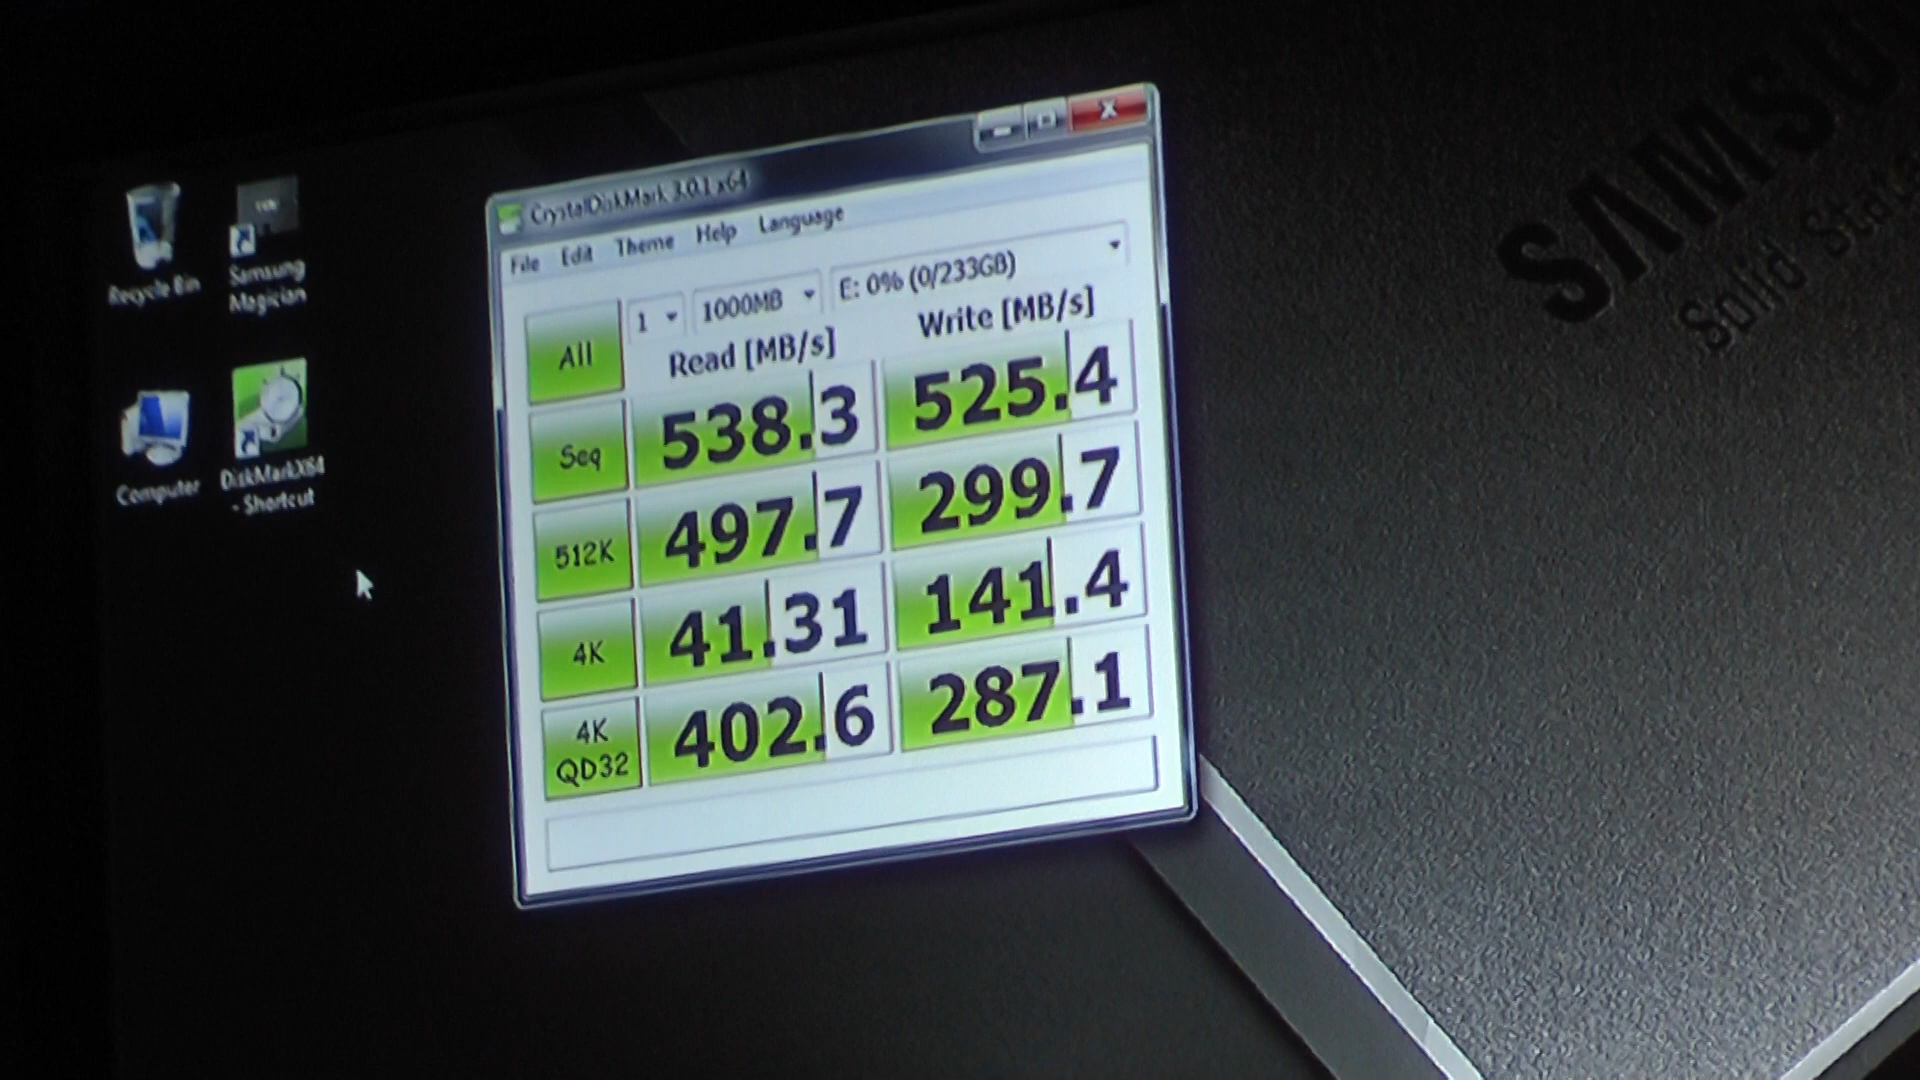 Recycle Bin
Samsung
Magician
Computer
DiskMarkX64
- Shortcut
CrystalDiskMark 3.0.1 x64
File Edit Theme Help Language
All 1 1000MB E: 0% (0/233GB)
Read [MB/s] Write [MB/s]
Seq 538.3 525.4
512K 497.7 299.7
4K 41.31 141.4
4K
QD32 402.6 287.1
SAMSU
Solid State